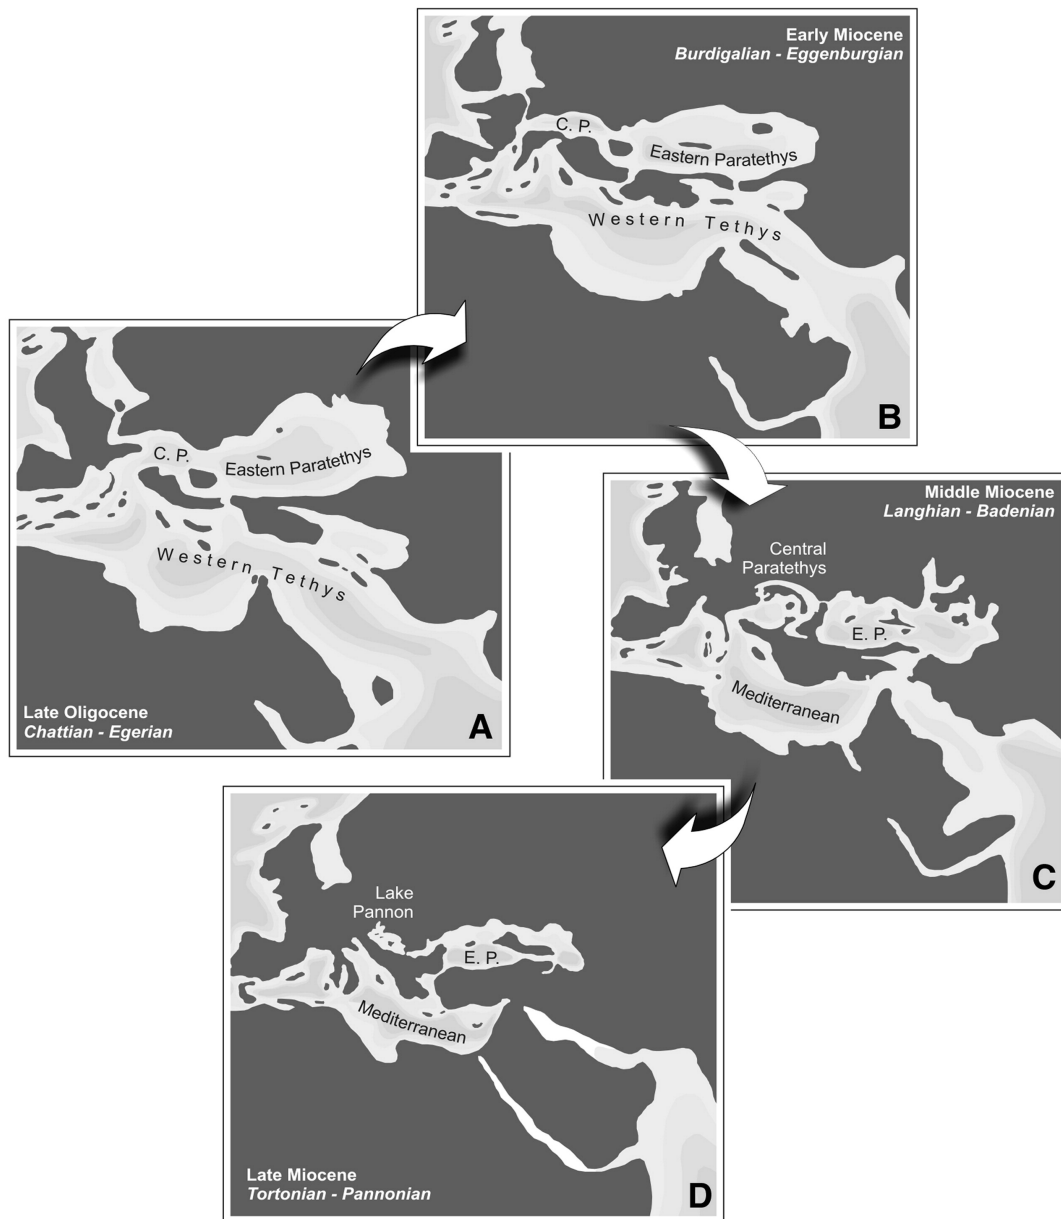 Early Miocene
Burdigalian - Eggenburgian
C. P.
Eastern Paratethys
Western Tethys
B
C. P.
Eastern Paratethys
Western Tethys
Late Oligocene
Chattian - Egerian
A
Middle Miocene
Langhian - Badenian
Central
Paratethys
E. P.
Mediterranean
C
Lake
Pannon
E. P.
Mediterranean
Late Miocene
Tortonian - Pannonian
D